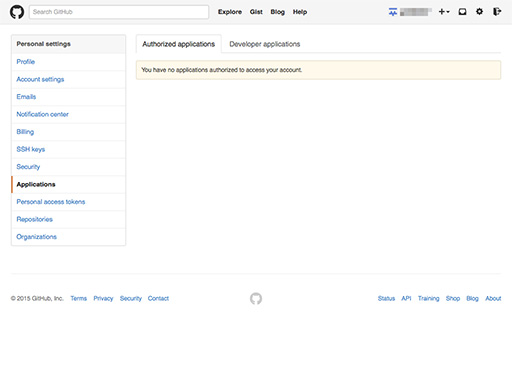 Search GitHub
Explore Gist Blog Help
Personal settings
Profile
Account settings
Emails
Notification center
Billing
SSH keys
Security
Applications
Personal access tokens
Repositories
Organizations
Authorized applications Developer applications
You have no applications authorized to access your account.
© 2015 GitHub, Inc. Terms Privacy Security Contact
Status API Training Shop Blog About